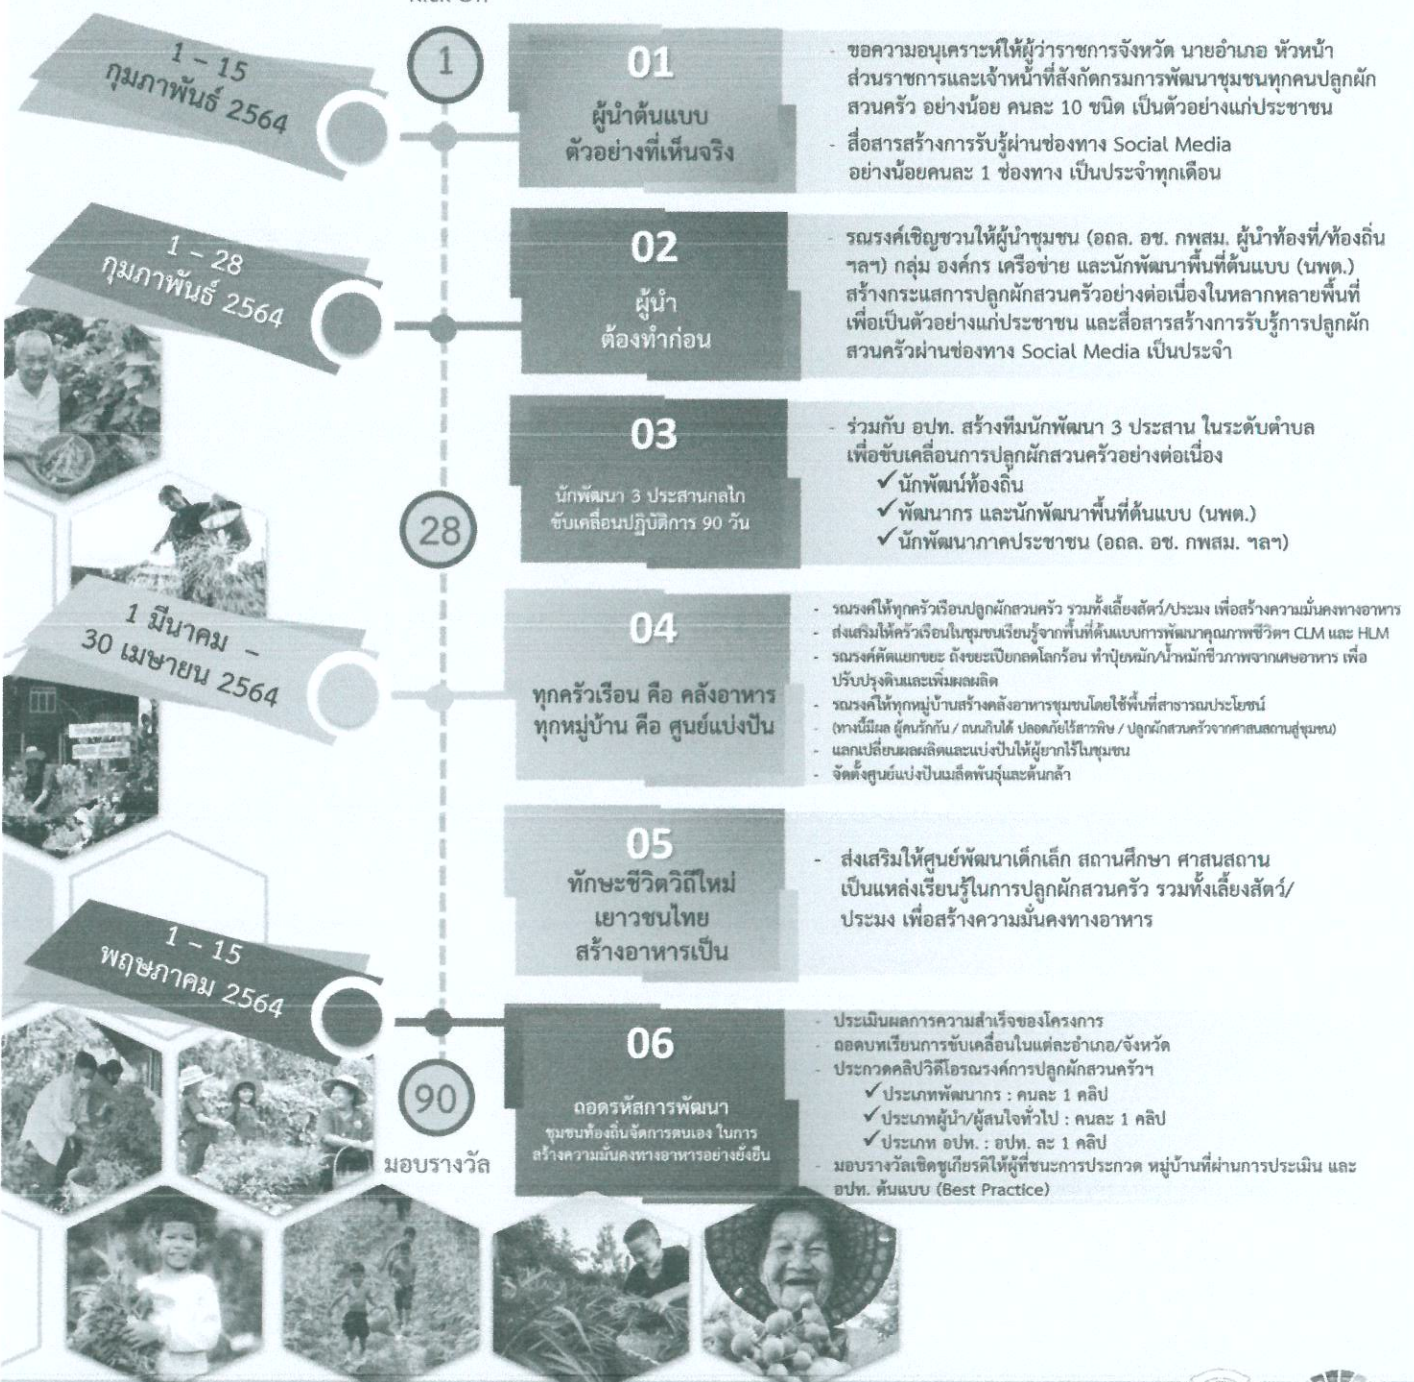 1 – 15
กุมภาพันธ์ 2564
1
01
ผู้นำต้นแบบ
ตัวอย่างที่เห็นจริง
- ขอความอนุเคราะห์ให้ผู้ว่าราชการจังหวัด นายอำเภอ หัวหน้า
ส่วนราชการและเจ้าหน้าที่สังกัดกรมการพัฒนาชุมชนทุกคนปลูกผัก
สวนครัว อย่างน้อย คนละ 10 ชนิด เป็นตัวอย่างแก่ประชาชน
- สื่อสารสร้างการรับรู้ผ่านช่องทาง Social Media
อย่างน้อยคนละ 1 ช่องทาง เป็นประจำทุกเดือน
1 – 28
กุมภาพันธ์ 2564
02
ผู้นำ
ต้องทำก่อน
- รณรงค์เชิญชวนให้ผู้นำชุมชน (อถล. อช. กพสม. ผู้นำท้องที่/ท้องถิ่น
ฯลฯ) กลุ่ม องค์กร เครือข่าย และนักพัฒนาพื้นที่ต้นแบบ (นพต.)
สร้างกระแสการปลูกผักสวนครัวอย่างต่อเนื่องในหลากหลายพื้นที่
เพื่อเป็นตัวอย่างแก่ประชาชน และสื่อสารสร้างการรับรู้การปลูกผัก
สวนครัวผ่านช่องทาง Social Media เป็นประจำ
28
03
นักพัฒนา 3 ประสานกลไก
ขับเคลื่อนปฏิบัติการ 90 วัน
- ร่วมกับ อปท. สร้างทีมนักพัฒนา 3 ประสาน ในระดับตำบล
เพื่อขับเคลื่อนการปลูกผักสวนครัวอย่างต่อเนื่อง
✓ นักพัฒน์ท้องถิ่น
✓ พัฒนากร และนักพัฒนาพื้นที่ต้นแบบ (นพต.)
✓ นักพัฒนาภาคประชาชน (อถล. อช. กพสม. ฯลฯ)
1 มีนาคม –
30 เมษายน 2564
04
ทุกครัวเรือน คือ คลังอาหาร
ทุกหมู่บ้าน คือ ศูนย์แบ่งปัน
- รณรงค์ให้ทุกครัวเรือนปลูกผักสวนครัว รวมทั้งเลี้ยงสัตว์/ประมง เพื่อสร้างความมั่นคงทางอาหาร
- ส่งเสริมให้ครัวเรือนในชุมชนเรียนรู้จากพื้นที่ต้นแบบการพัฒนาคุณภาพชีวิตฯ CLM และ HLM
- รณรงค์คัดแยกขยะ ถังขยะเปียกลดโลกร้อน ทำปุ๋ยหมัก/น้ำหมักชีวภาพจากเศษอาหาร เพื่อ
ปรับปรุงดินและเพิ่มผลผลิต
- รณรงค์ให้ทุกหมู่บ้านสร้างคลังอาหารชุมชนโดยใช้พื้นที่สาธารณประโยชน์
- (ทางนี้มีผล ผู้คนรักกัน / ถนนกินได้ ปลอดภัยไร้สารพิษ / ปลูกผักสวนครัวจากศาสนสถานสู่ชุมชน)
- แลกเปลี่ยนผลผลิตและแบ่งปันให้ผู้ยากไร้ในชุมชน
- จัดตั้งศูนย์แบ่งปันเมล็ดพันธุ์และต้นกล้า
05
ทักษะชีวิตวิถีใหม่
เยาวชนไทย
สร้างอาหารเป็น
- ส่งเสริมให้ศูนย์พัฒนาเด็กเล็ก สถานศึกษา ศาสนสถาน
เป็นแหล่งเรียนรู้ในการปลูกผักสวนครัว รวมทั้งเลี้ยงสัตว์/
ประมง เพื่อสร้างความมั่นคงทางอาหาร
1 – 15
พฤษภาคม 2564
90
มอบรางวัล
06
ถอดรหัสการพัฒนา
ชุมชนท้องถิ่นจัดการตนเอง ในการ
สร้างความมั่นคงทางอาหารอย่างยั่งยืน
- ประเมินผลการความสำเร็จของโครงการ
- ถอดบทเรียนการขับเคลื่อนในแต่ละอำเภอ/จังหวัด
- ประกวดคลิปวิดีโอรณรงค์การปลูกผักสวนครัวฯ
✓ ประเภทพัฒนากร : คนละ 1 คลิป
✓ ประเภทผู้นำ/ผู้สนใจทั่วไป : คนละ 1 คลิป
✓ ประเภท อปท. : อปท. ละ 1 คลิป
- มอบรางวัลเชิดชูเกียรติให้ผู้ที่ชนะการประกวด หมู่บ้านที่ผ่านการประเมิน และ
อปท. ต้นแบบ (Best Practice)